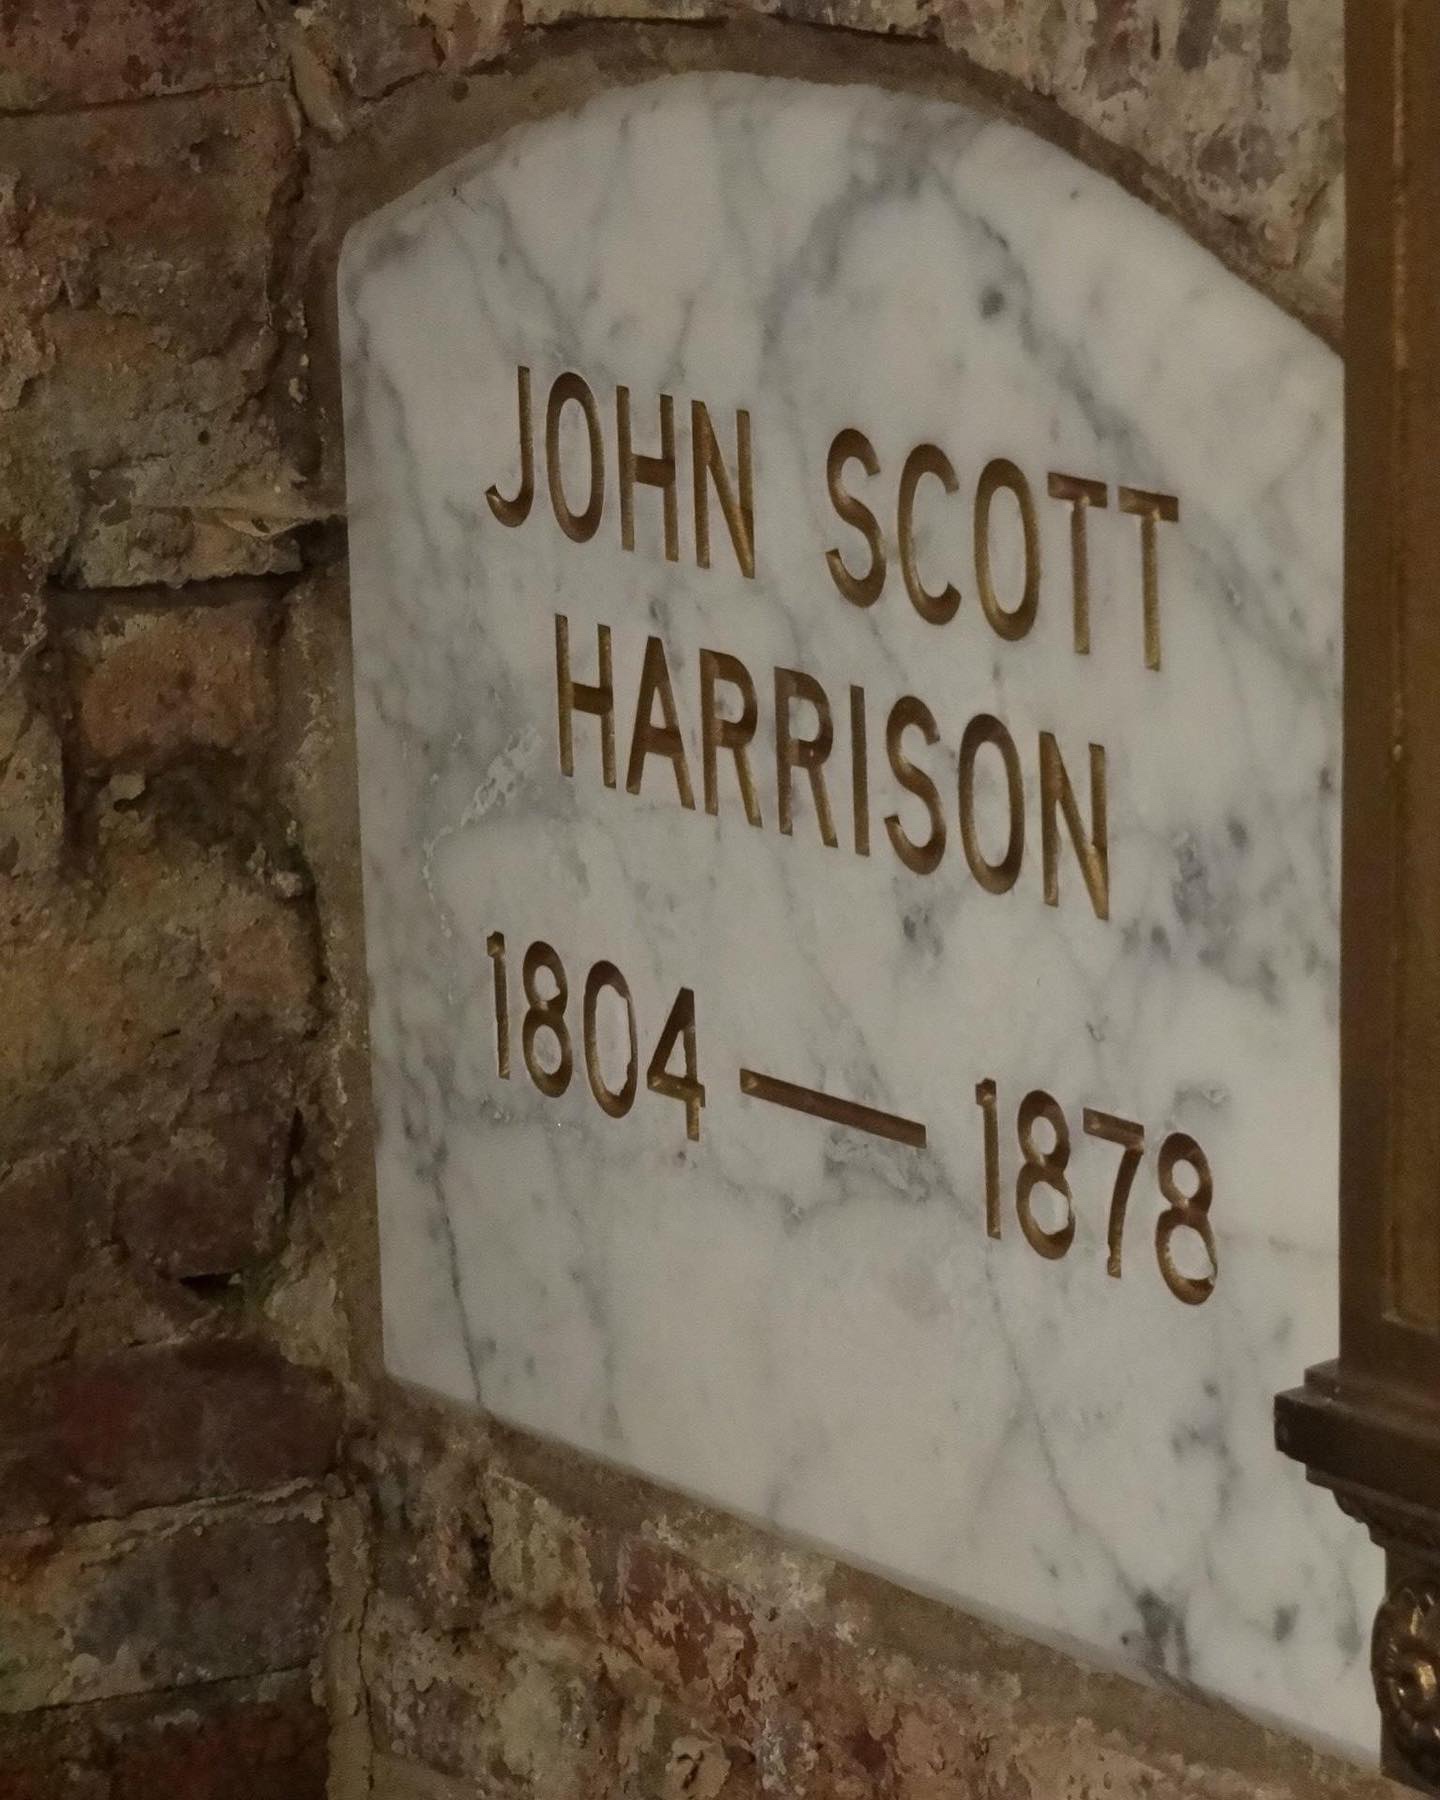 JOHN SCOTT
HARRISON
1804 — 1878